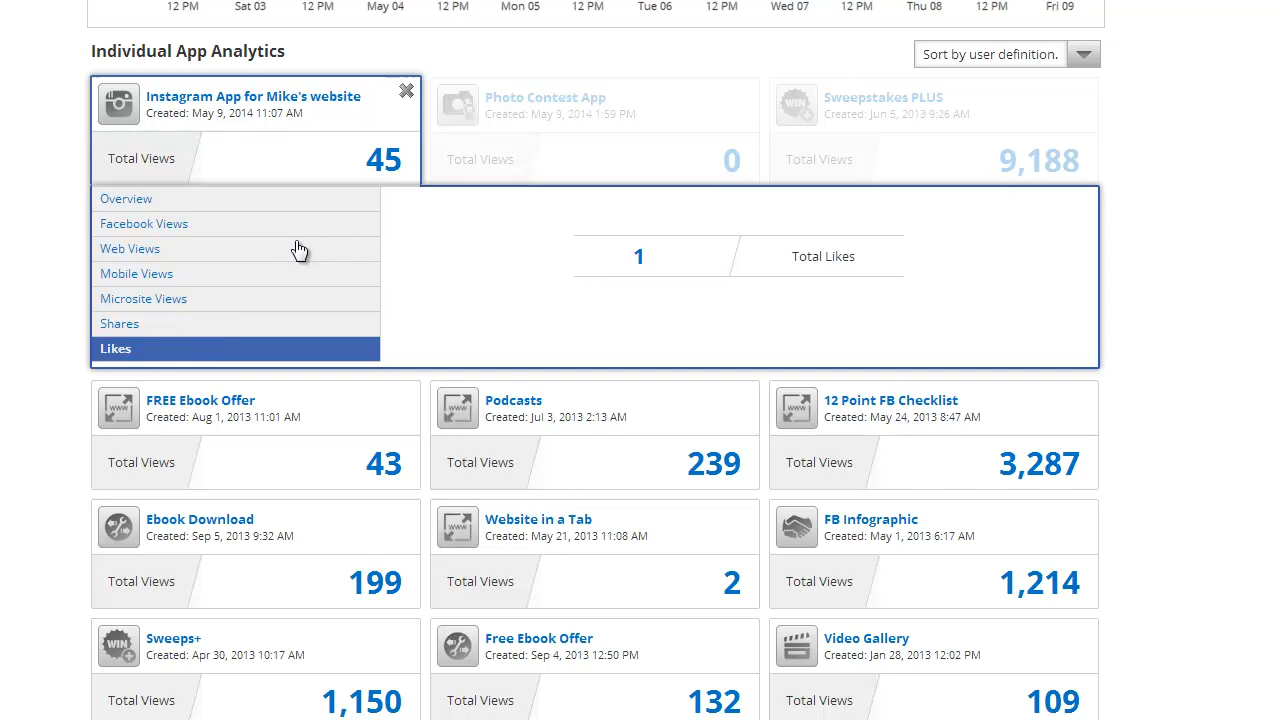 12 PM Sat 03 12 PM May 04 12 PM Mon 05 12 PM Tue 06 12 PM Wed 07 12 PM Thu 08 12 PM Fri 09
Individual App Analytics
Sort by user definition.
Instagram App for Mike's website
Created: May 9, 2014 11:07 AM
Total Views 45
Photo Contest App
Created: May 9, 2014 1:59 PM
Total Views 0
WIN
Sweepstakes PLUS
Created: Jun 5, 2013 9:26 AM
Total Views 9,188
Overview
Facebook Views
Web Views
Mobile Views
Microsite Views
Shares
Likes
1 Total Likes
WWW
FREE Ebook Offer
Created: Aug 1, 2013 11:01 AM
Total Views 43
WWW
Podcasts
Created: Jul 3, 2013 2:13 AM
Total Views 239
WWW
12 Point FB Checklist
Created: May 24, 2013 8:47 AM
Total Views 3,287
Ebook Download
Created: Sep 5, 2013 9:32 AM
Total Views 199
WWW
Website in a Tab
Created: May 21, 2013 11:08 AM
Total Views 2
FB Infographic
Created: May 1, 2013 6:17 AM
Total Views 1,214
WIN
Sweeps+
Created: Apr 30, 2013 10:17 AM
Total Views 1,150
Free Ebook Offer
Created: Sep 4, 2013 12:50 PM
Total Views 132
Video Gallery
Created: Jan 28, 2013 12:02 PM
Total Views 109